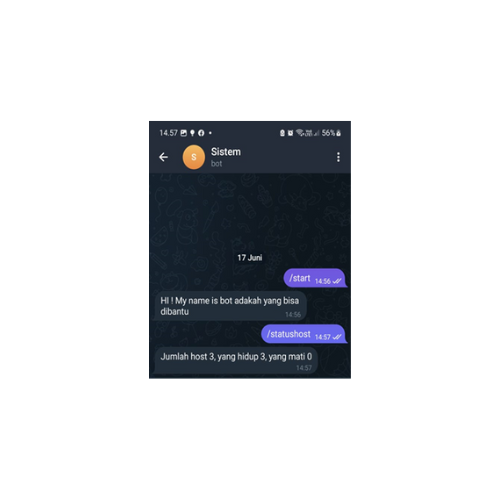 14.57
56%
S
Sistem
bot
17 Juni
/start 14:56
HI ! My name is bot adakah yang bisa
dibantu
14:56
/statushost 14:57
Jumlah host 3, yang hidup 3, yang mati 0
14:57